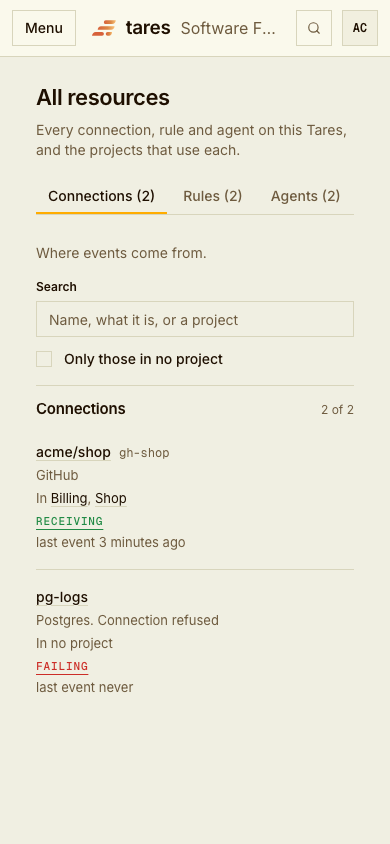 Menu
tares Software F...
AC
All resources
Every connection, rule and agent on this Tares,
and the projects that use each.
Connections (2) Rules (2) Agents (2)
Where events come from.
Search
Name, what it is, or a project
Only those in no project
Connections 2 of 2
acme/shop gh-shop
GitHub
In Billing, Shop
RECEIVING
last event 3 minutes ago
pg-logs
Postgres. Connection refused
In no project
FAILING
last event never